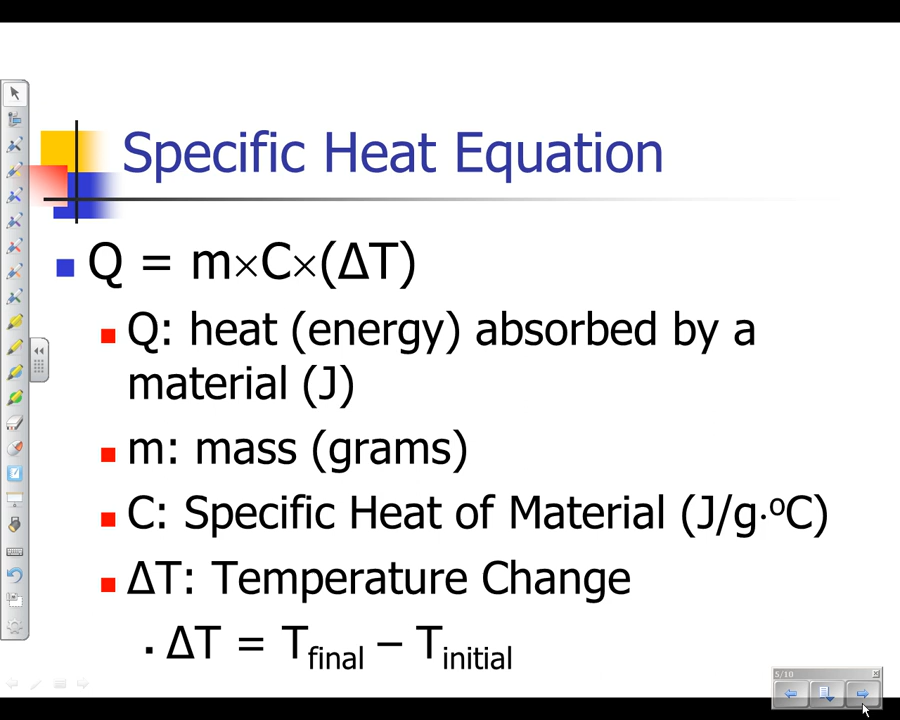 Specific Heat Equation
Q = m×C×(ΔT)
Q: heat (energy) absorbed by a
material (J)
m: mass (grams)
C: Specific Heat of Material (J/g·ºC)
ΔT: Temperature Change
ΔT = Tfinal – Tinitial
5/10